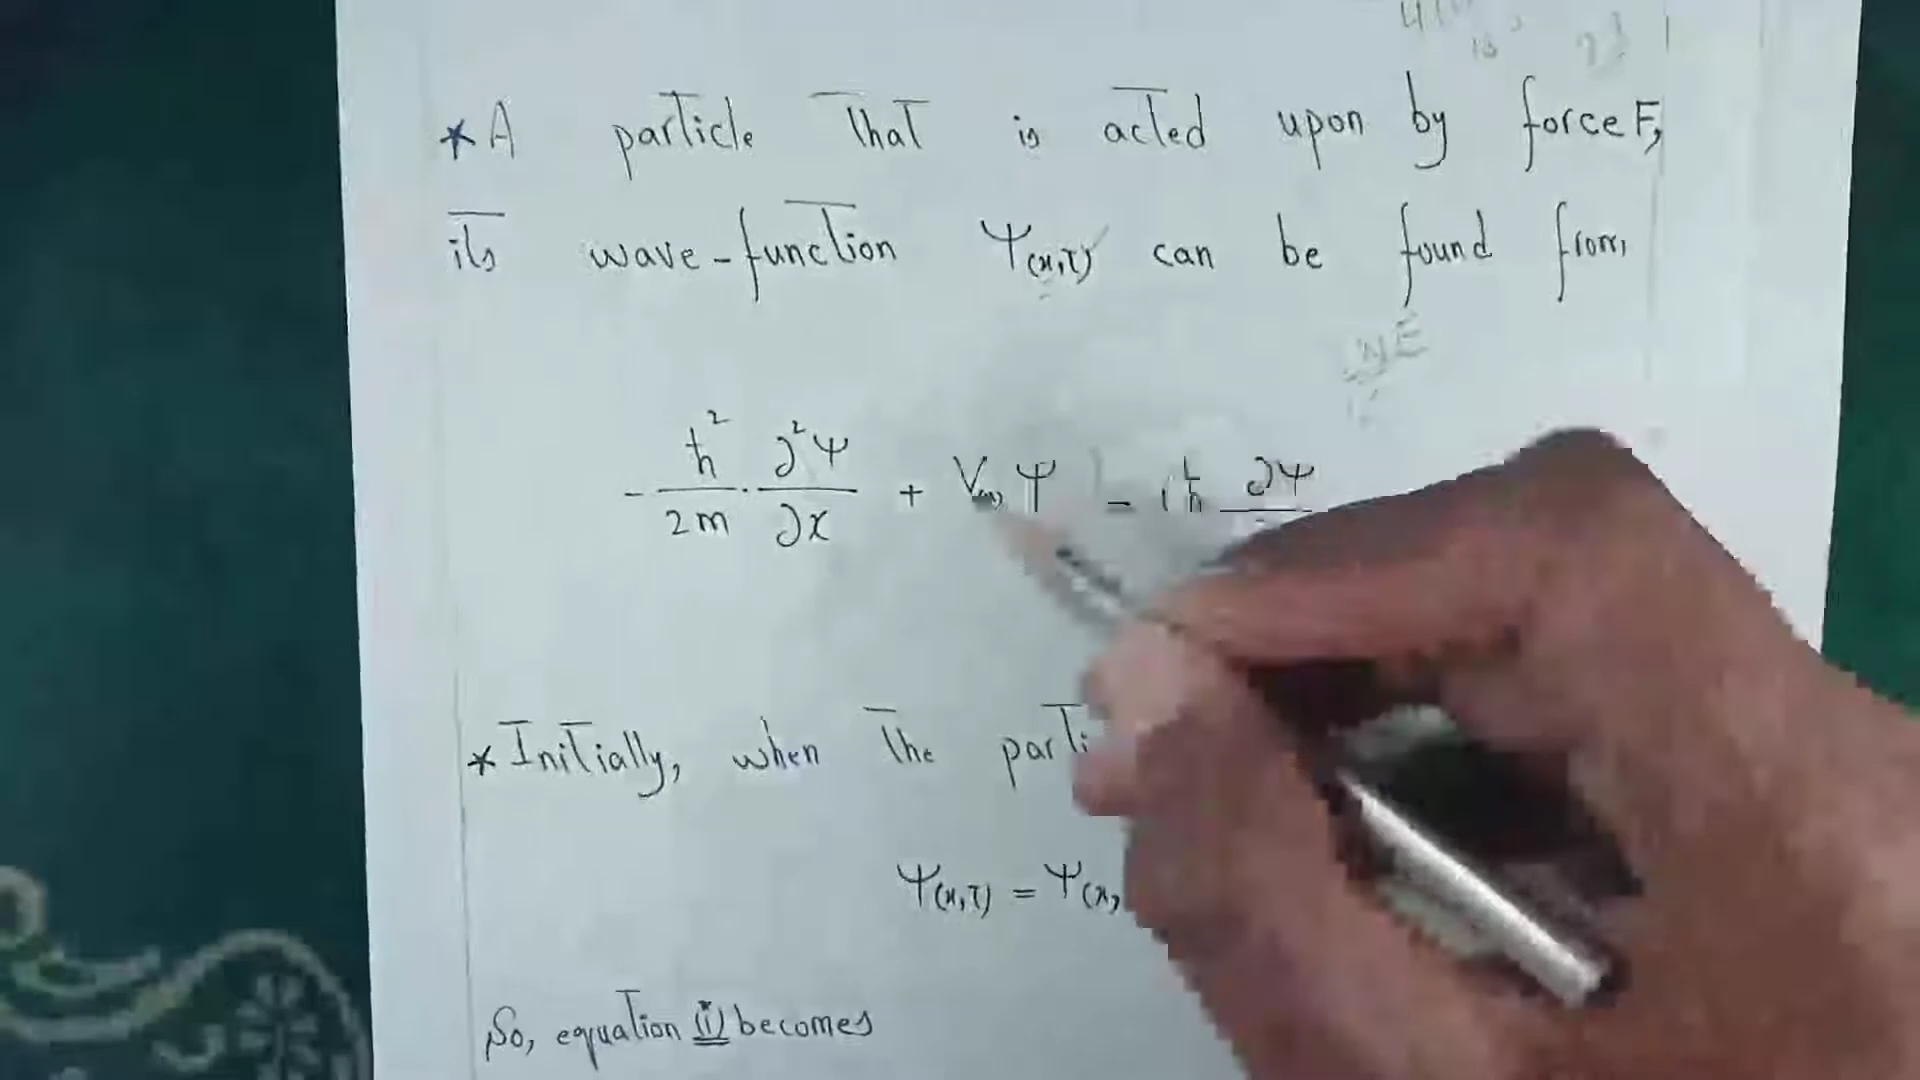 *A particle that is acted upon by force F,
its wave-function Ψ(x,t) can be found from,
- ħ²/2m · ∂²Ψ/∂x + V(x) Ψ = iħ ∂Ψ
*Initially, when the parti
Ψ(x,t) = Ψ(x,
So, equation (i) becomes